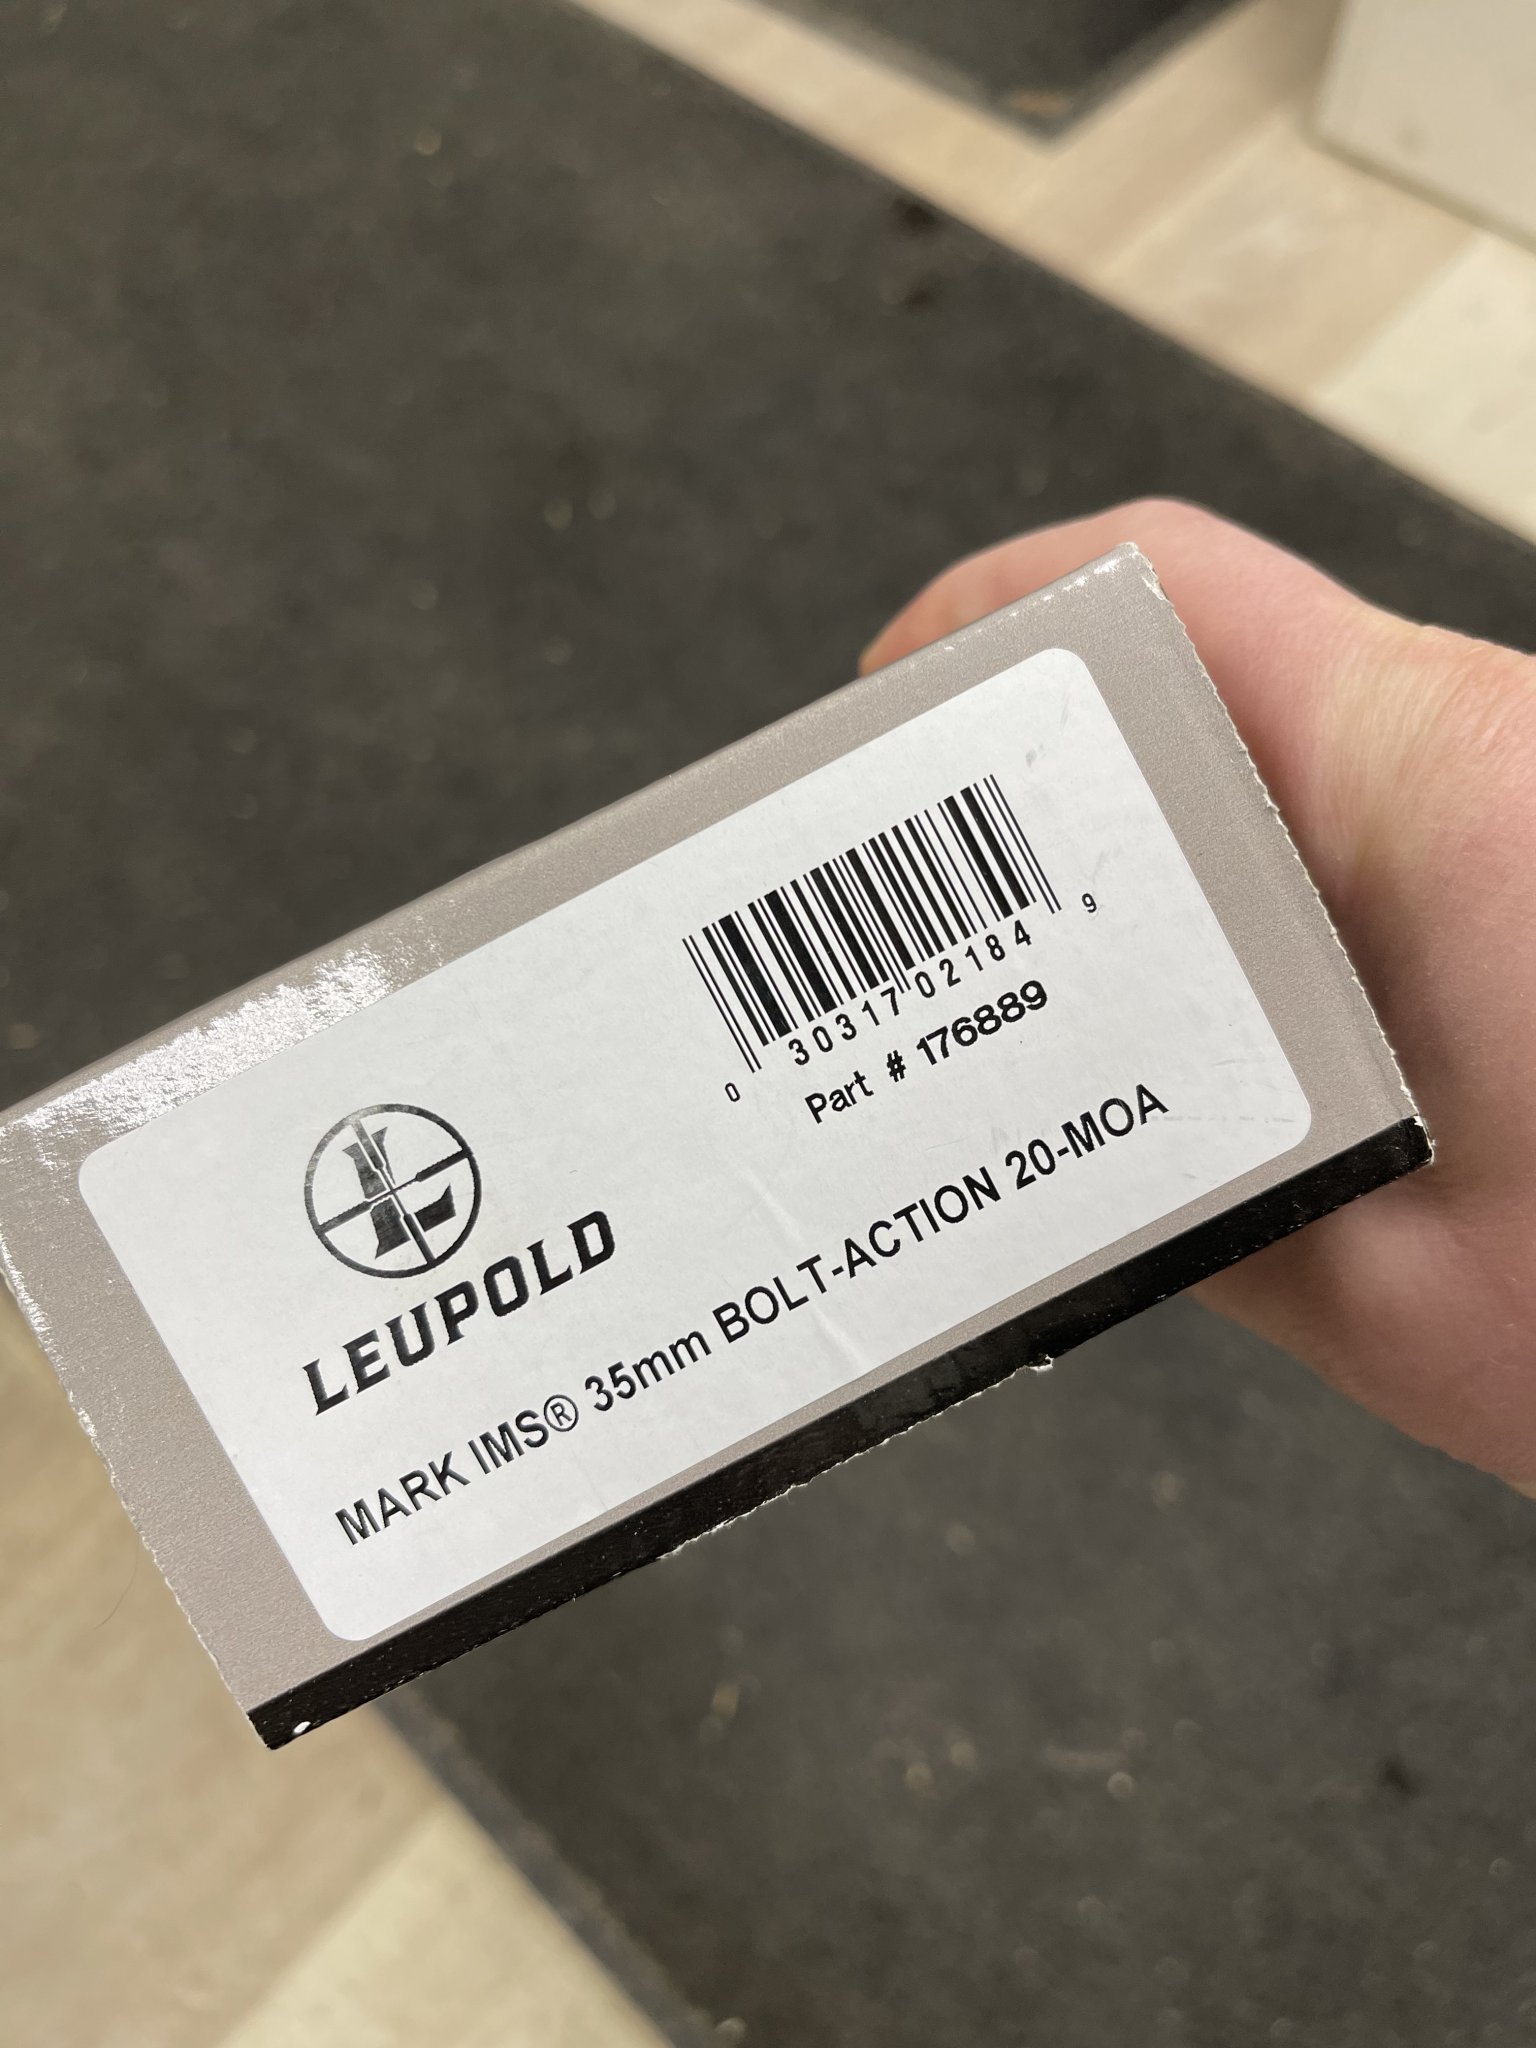 0 30317 02184 9
Part # 176889
LEUPOLD
MARK IMS® 35mm BOLT-ACTION 20-MOA